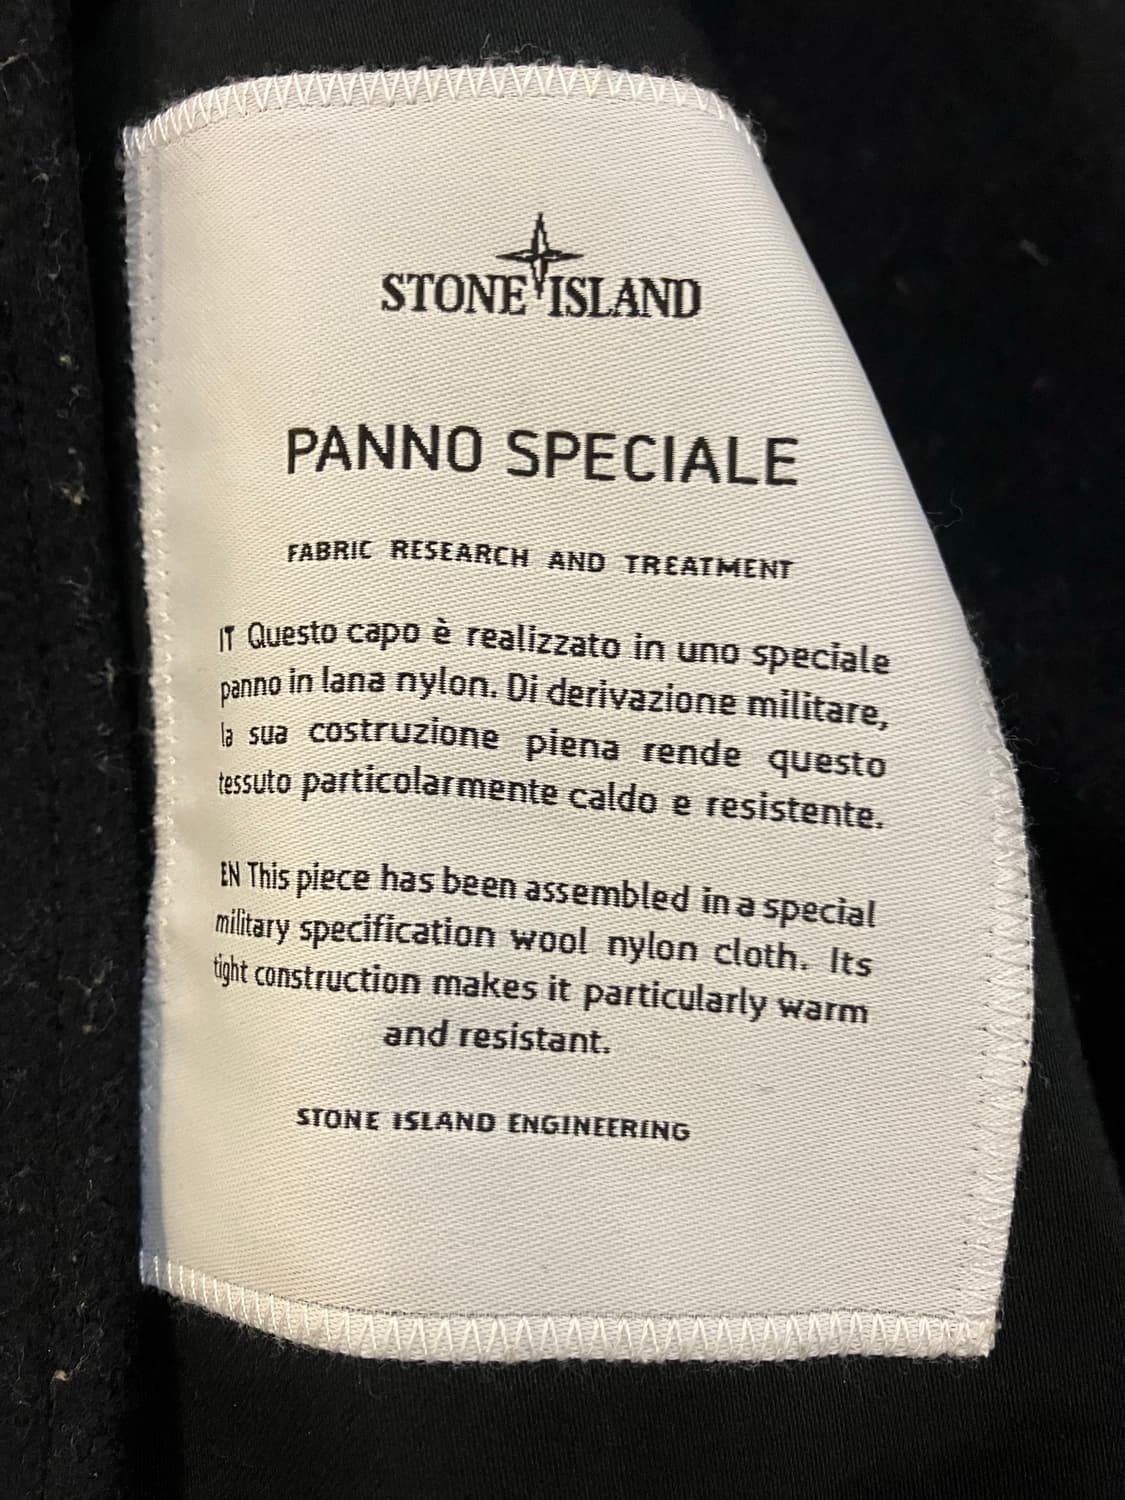 STONE ISLAND
PANNO SPECIALE
FABRIC RESEARCH AND TREATMENT
IT Questo capo è realizzato in uno speciale
panno in lana nylon. Di derivazione militare,
la sua costruzione piena rende questo
tessuto particolarmente caldo e resistente.
EN This piece has been assembled in a special
military specification wool nylon cloth. Its
tight construction makes it particularly warm
and resistant.
STONE ISLAND ENGINEERING